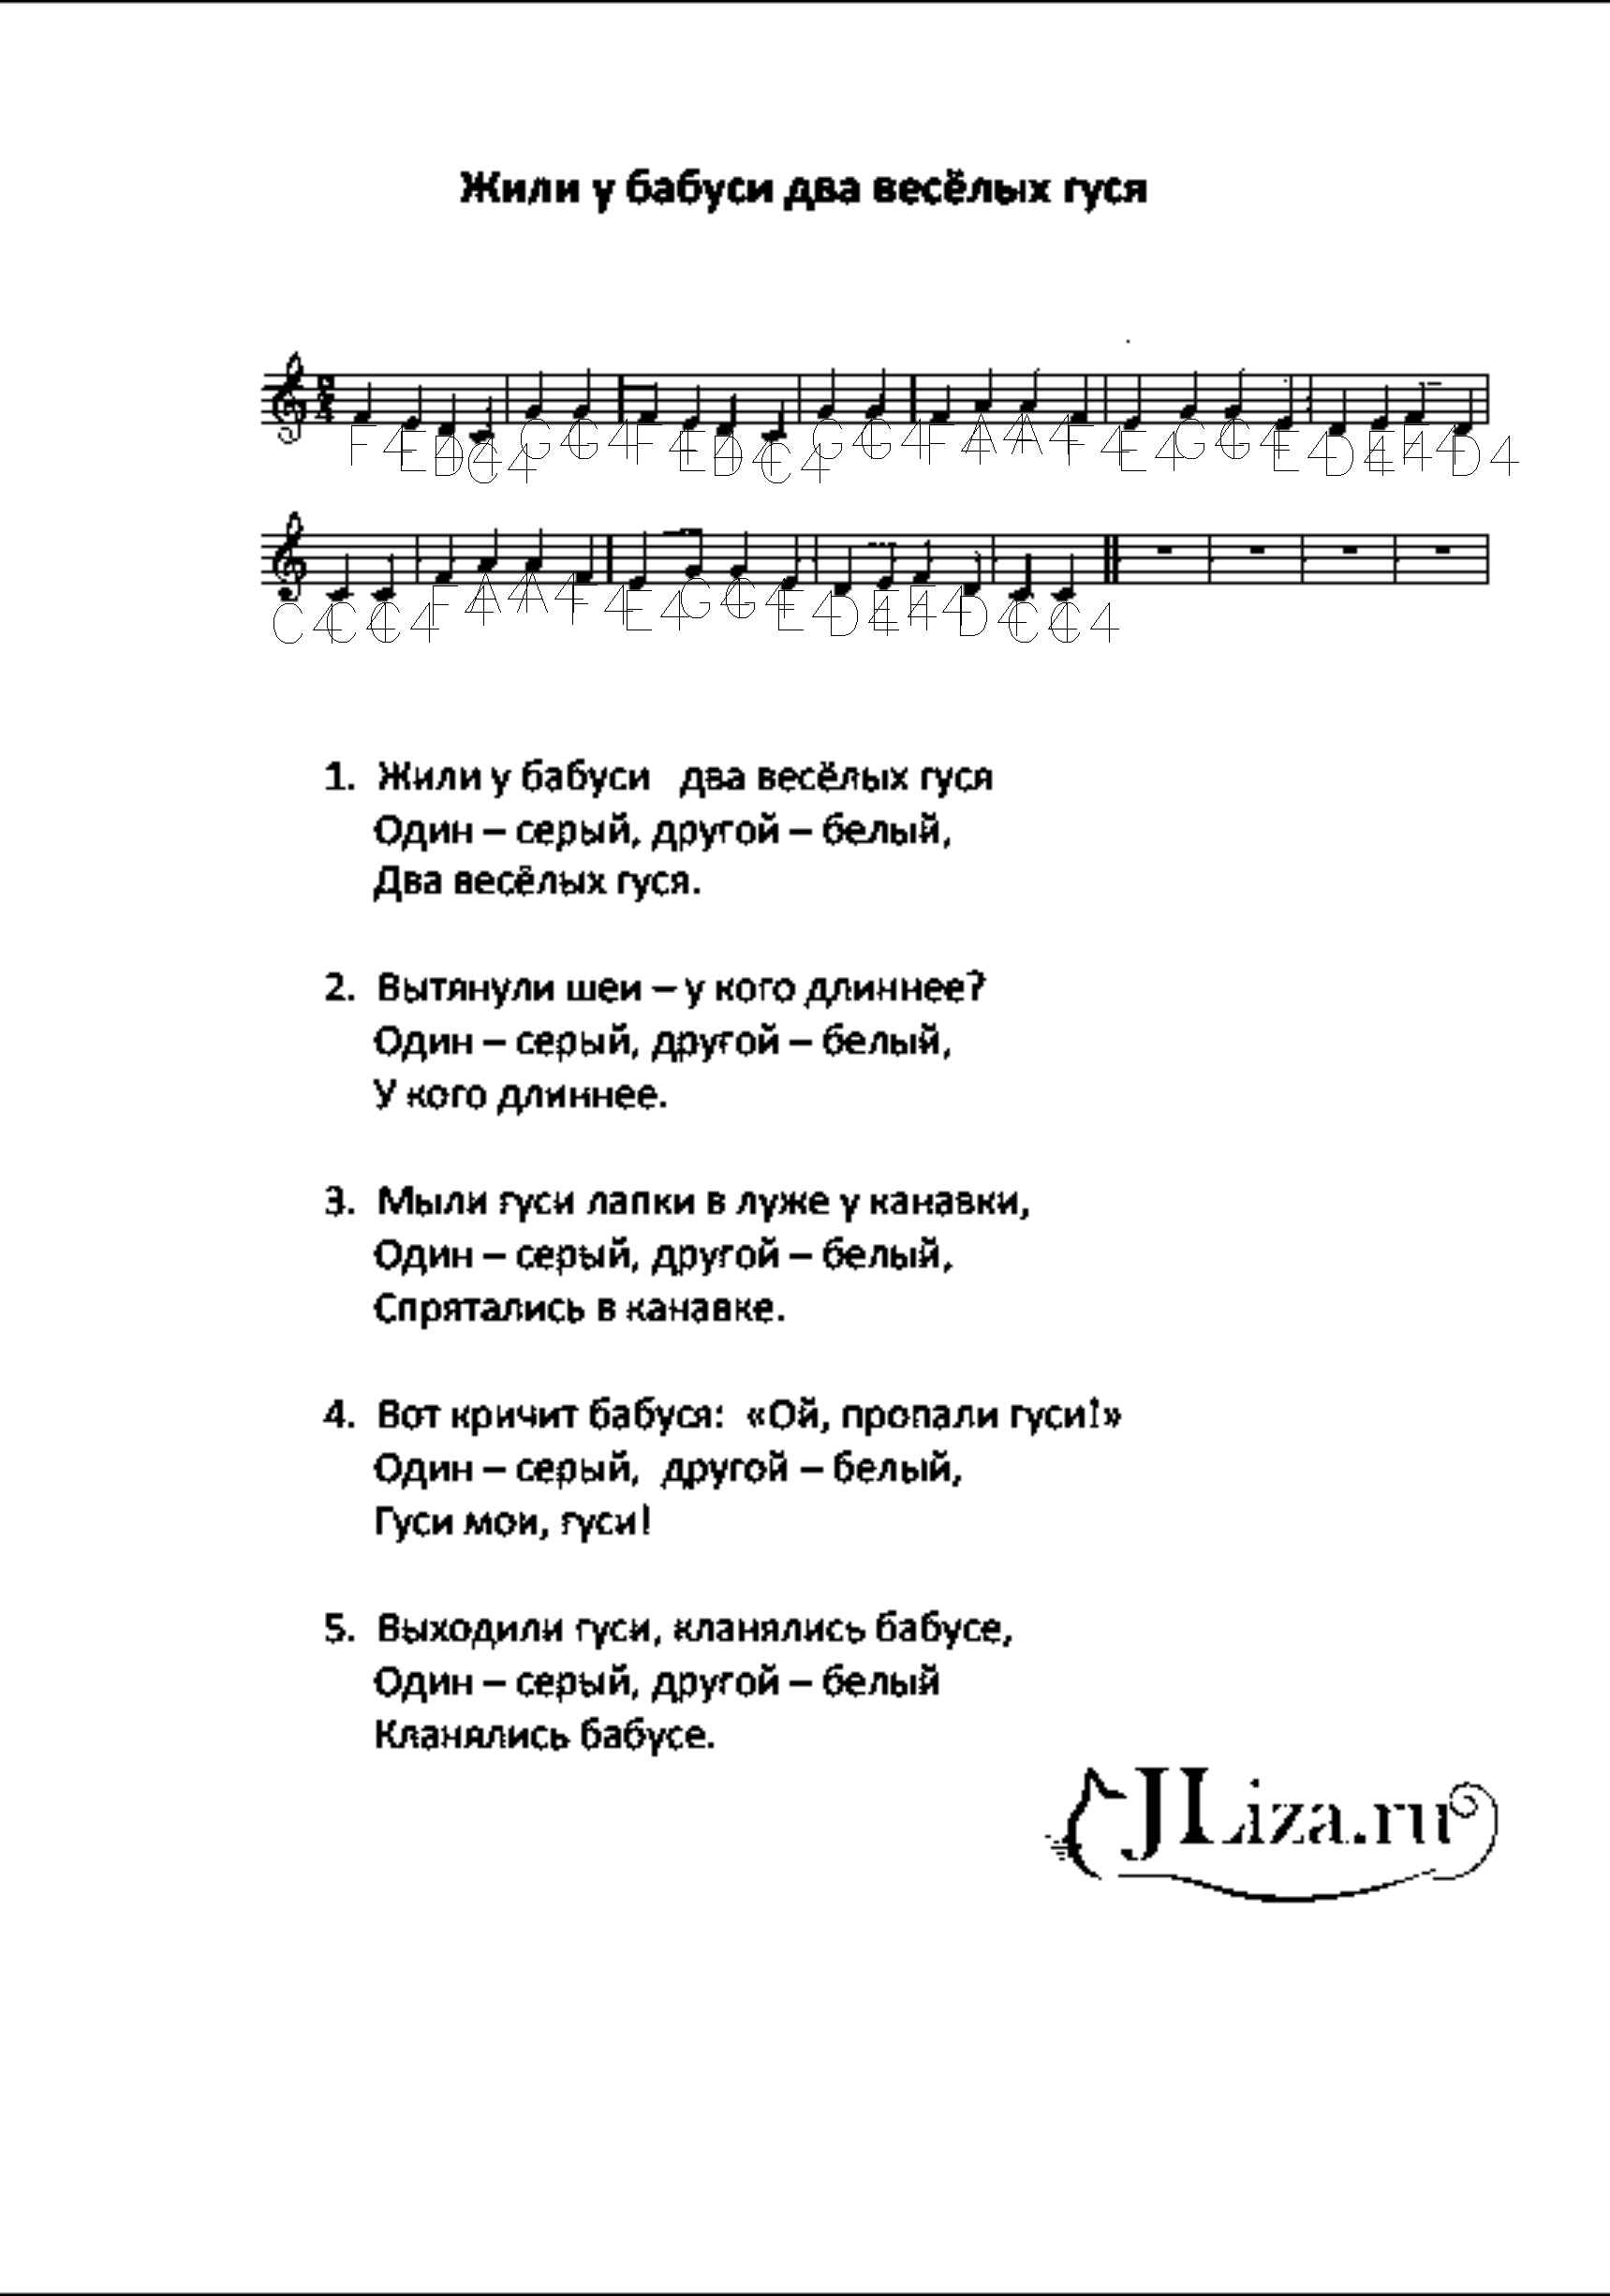 Жили у бабуси два весёлых гуся
F4 E4 D4 C4 G4 G4 F4 E4 D4 C4 G4 G4 F4 A4 A4 F4 E4 G4 G4 E4 D4 E4 F4 D4
C4 C4 C4 F4 A4 A4 F4 E4 G4 G4 E4 D4 E4 F4 D4 C4 C4
1. Жили у бабуси два весёлых гуся
Один – серый, другой – белый,
Два весёлых гуся.
2. Вытянули шеи – у кого длиннее?
Один – серый, другой – белый,
У кого длиннее.
3. Мыли гуси лапки в луже у канавки,
Один – серый, другой – белый,
Спрятались в канавке.
4. Вот кричит бабуся: «Ой, пропали гуси!»
Один – серый, другой – белый,
Гуси мои, гуси!
5. Выходили гуси, кланялись бабусе,
Один – серый, другой – белый
Кланялись бабусе.
JLiza.ru